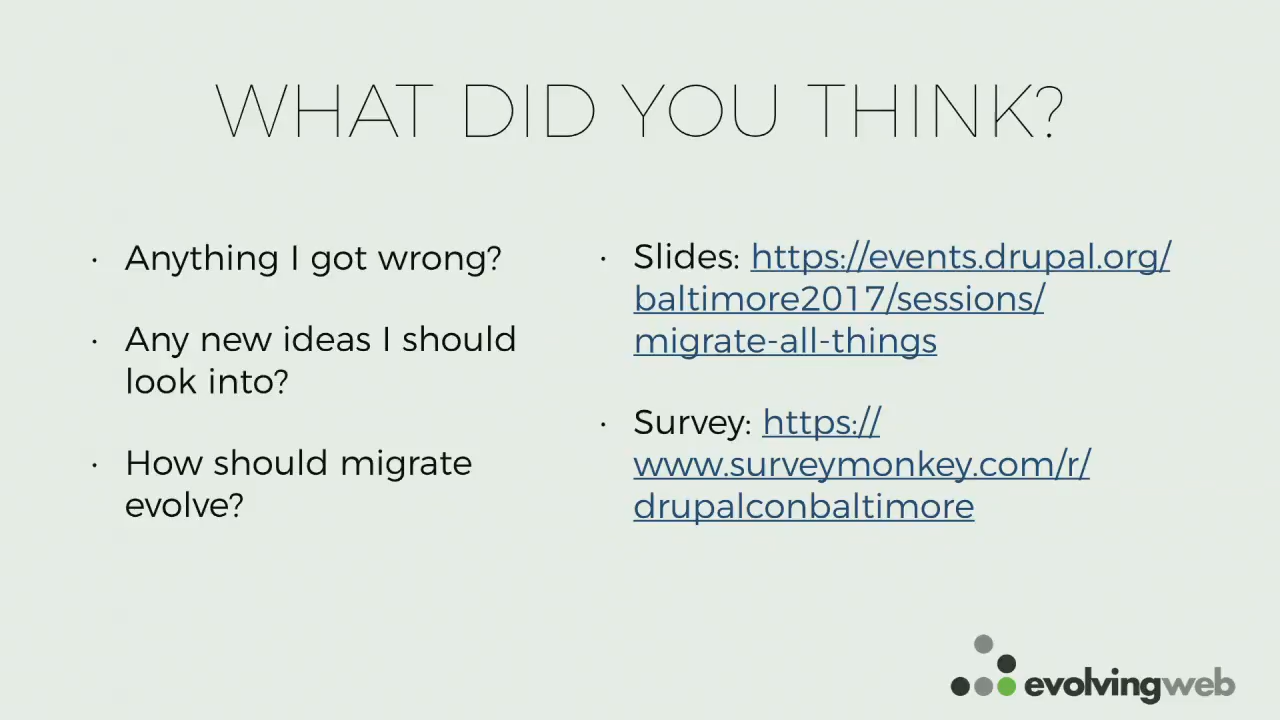 WHAT DID YOU THINK?
· Anything I got wrong?
· Any new ideas I should
look into?
· How should migrate
evolve?
· Slides: https://events.drupal.org/
baltimore2017/sessions/
migrate-all-things
· Survey: https://
www.surveymonkey.com/r/
drupalconbaltimore
evolvingweb